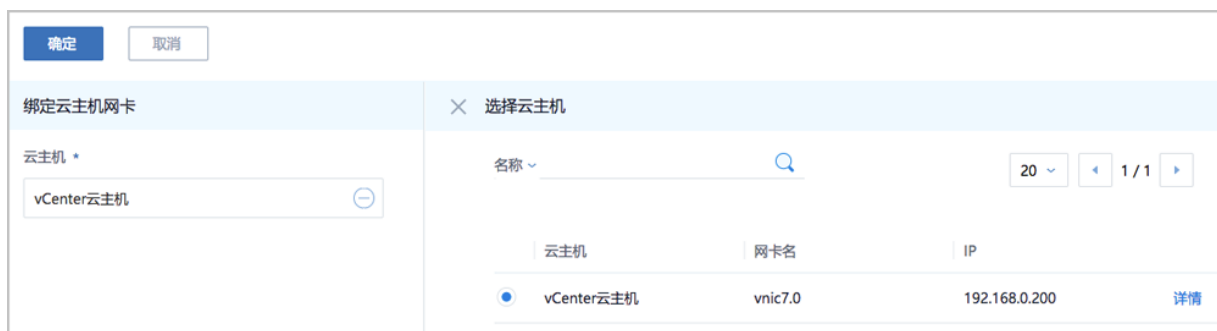 确定 取消
绑定云主机网卡
选择云主机
云主机 *
vCenter云主机
名称
20 1 / 1
云主机 网卡名 IP
vCenter云主机 vnic7.0 192.168.0.200 详情